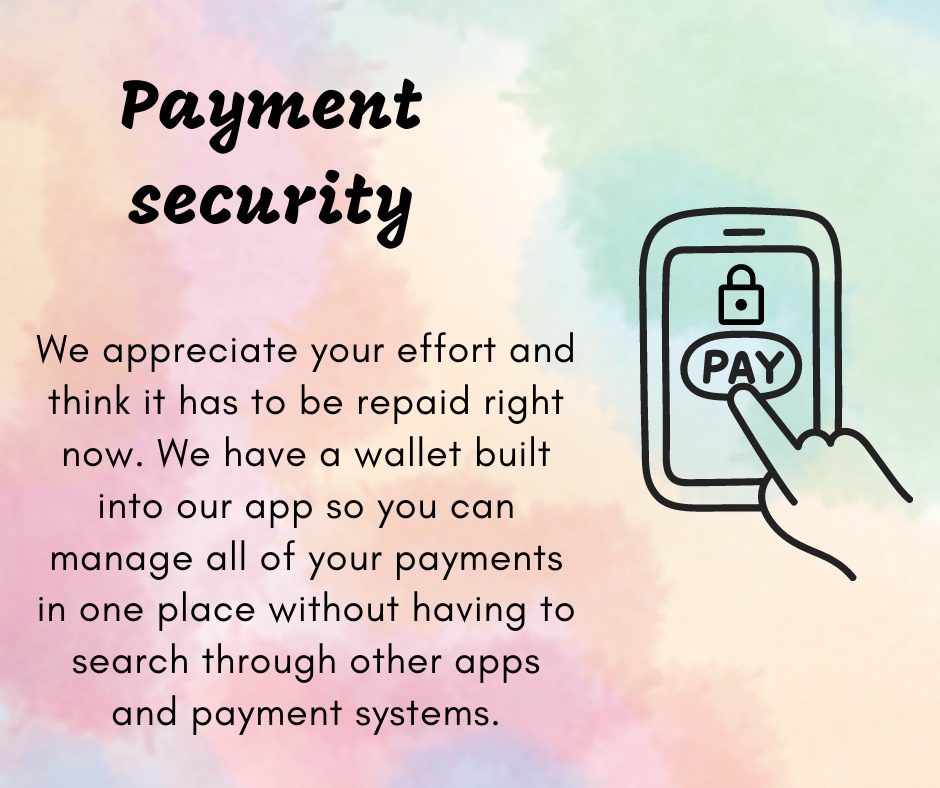 Payment
security
We appreciate your effort and
think it has to be repaid right
now. We have a wallet built
into our app so you can
manage all of your payments
in one place without having to
search through other apps
and payment systems.
PAY